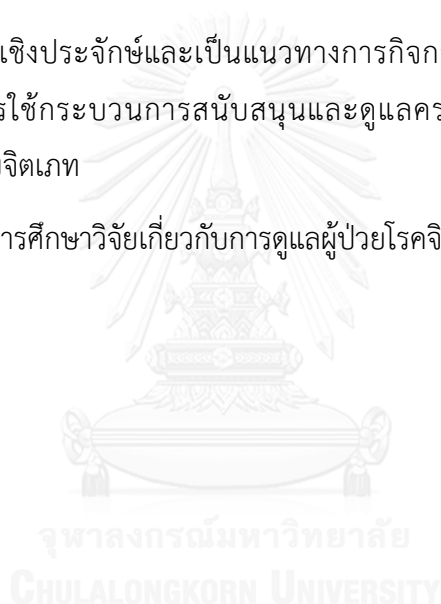 เชิงประจักษ์และเป็นแนวทางการกิจก
รใช้กระบวนการสนับสนุนและดูแลคร
จิตเภท
การศึกษาวิจัยเกี่ยวกับการดูแลผู้ป่วยโรคจิ
จุฬาลงกรณ์มหาวิทยาลัย
CHULALONGKORN UNIVERSITY